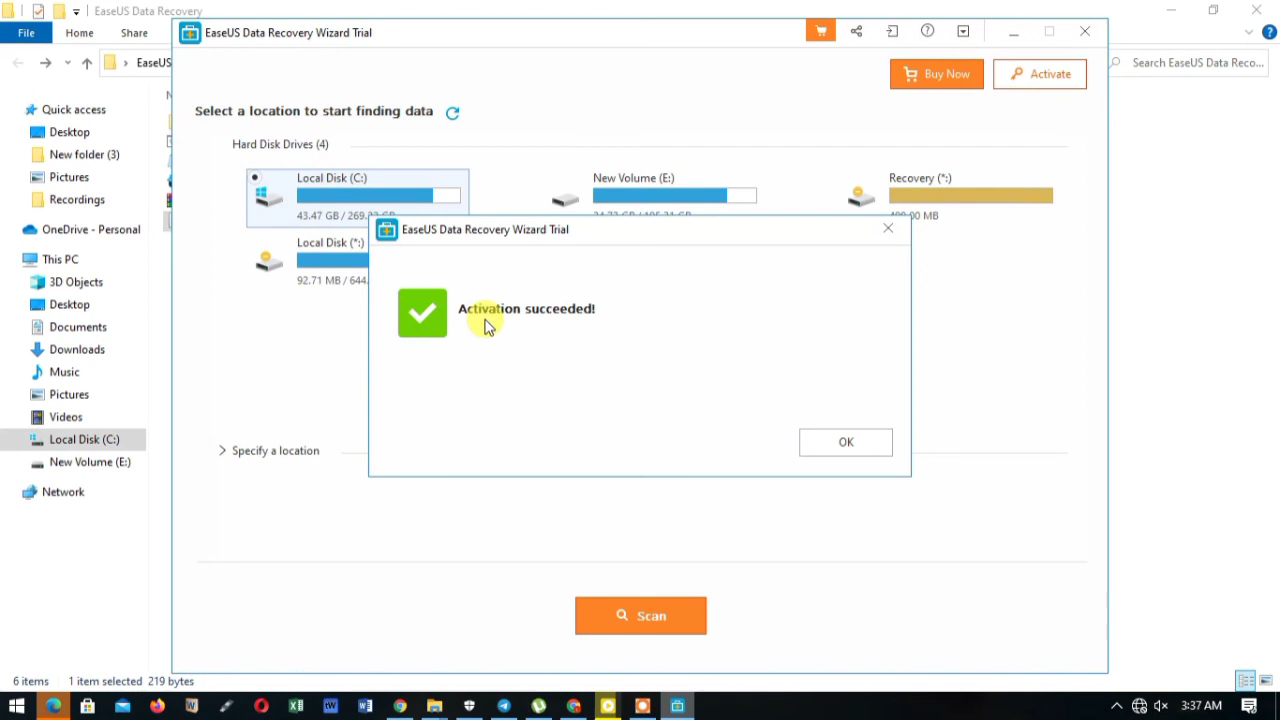 EaseUS Data Recovery
File Home Share
EaseUS
Search EaseUS Data Reco...
Quick access
Desktop
New folder (3)
Pictures
Recordings
OneDrive - Personal
This PC
3D Objects
Desktop
Documents
Downloads
Music
Pictures
Videos
Local Disk (C:)
New Volume (E:)
Network
EaseUS Data Recovery Wizard Trial
Buy Now
Activate
Select a location to start finding data
Hard Disk Drives (4)
Local Disk (C:)
New Volume (E:)
Recovery (*:)
Local Disk (*:)
92.71 MB / 644.
EaseUS Data Recovery Wizard Trial
Activation succeeded!
OK
Specify a location
Scan
6 items 1 item selected 219 bytes
3:37 AM